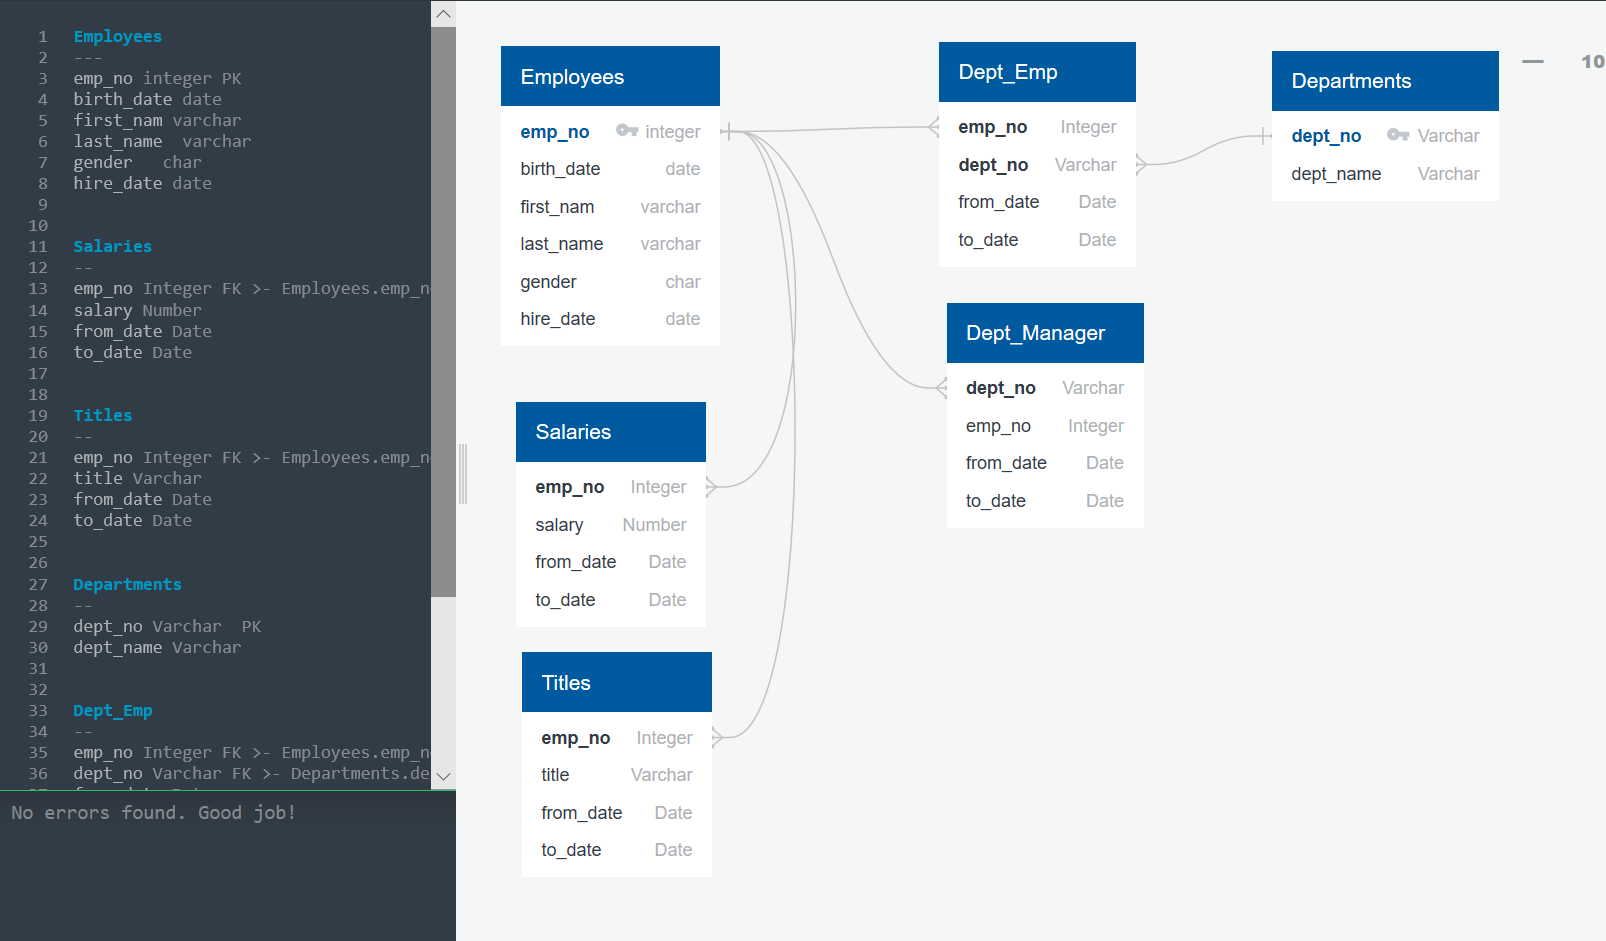 1 Employees
2 ---
3 emp_no integer PK
4 birth_date date
5 first_nam varchar
6 last_name  varchar
7 gender   char
8 hire_date date
9
10
11 Salaries
12 --
13 emp_no Integer FK >- Employees.emp_n
14 salary Number
15 from_date Date
16 to_date Date
17
18
19 Titles
20 --
21 emp_no Integer FK >- Employees.emp_n
22 title Varchar
23 from_date Date
24 to_date Date
25
26
27 Departments
28 --
29 dept_no Varchar  PK
30 dept_name Varchar
31
32
33 Dept_Emp
34 --
35 emp_no Integer FK >- Employees.emp_n
36 dept_no Varchar FK >- Departments.de
No errors found. Good job!
Employees
emp_no integer
birth_date date
first_nam varchar
last_name varchar
gender char
hire_date date
Salaries
emp_no Integer
salary Number
from_date Date
to_date Date
Titles
emp_no Integer
title Varchar
from_date Date
to_date Date
Dept_Emp
emp_no Integer
dept_no Varchar
from_date Date
to_date Date
Dept_Manager
dept_no Varchar
emp_no Integer
from_date Date
to_date Date
Departments
dept_no Varchar
dept_name Varchar
— 10